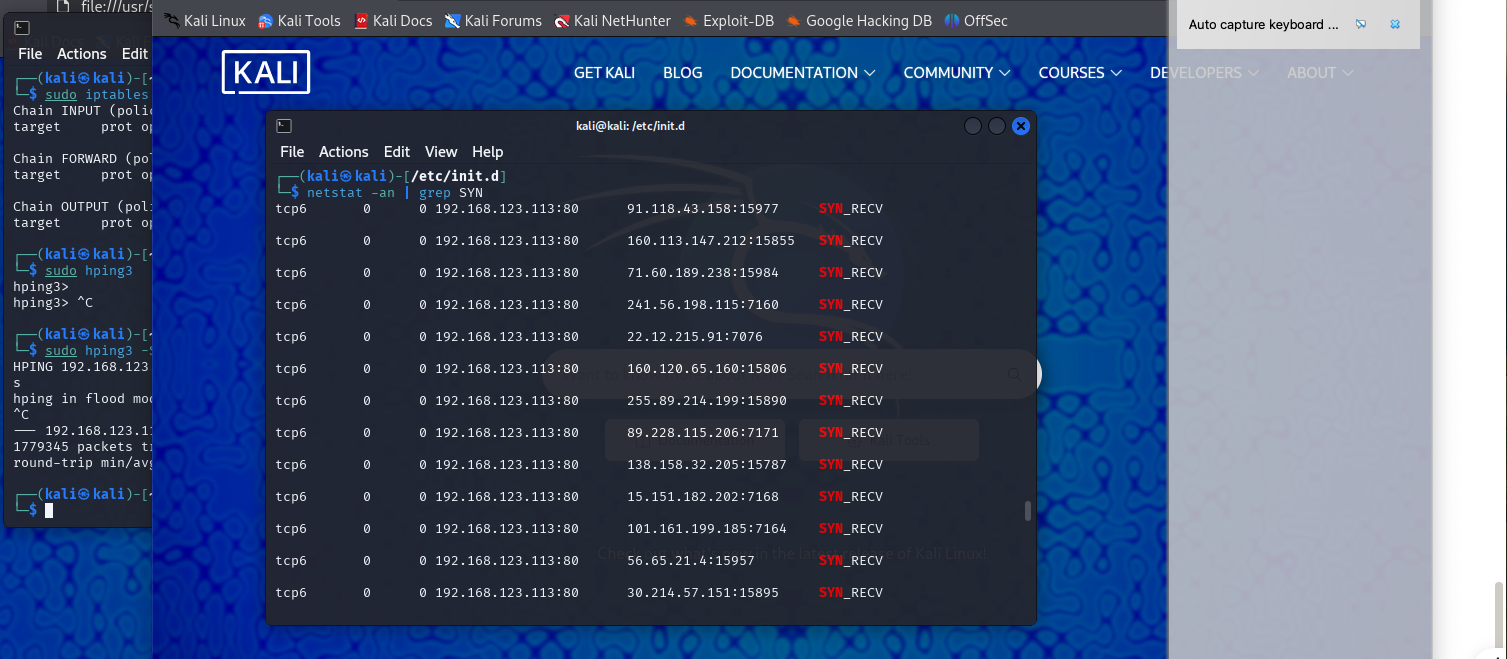 file:///usr/s
File Actions Edit
┌──(kali㉿kali)-[~
└─$ sudo iptables
Chain INPUT (polic
target     prot op
Chain FORWARD (pol
target     prot op
Chain OUTPUT (poli
target     prot op
┌──(kali㉿kali)-[~
└─$ sudo hping3
hping3>
hping3> ^C
┌──(kali㉿kali)-[~
└─$ sudo hping3 -S
HPING 192.168.123
s
hping in flood mod
^C
--- 192.168.123.11
1779345 packets tr
round-trip min/avg
┌──(kali㉿kali)-[~
└─$
Kali Linux Kali Tools Kali Docs Kali Forums Kali NetHunter Exploit-DB Google Hacking DB OffSec
Auto capture keyboard ...
KALI
GET KALI BLOG DOCUMENTATION COMMUNITY COURSES DEVELOPERS ABOUT
kali@kali: /etc/init.d
File Actions Edit View Help
┌──(kali㉿kali)-[/etc/init.d]
└─$ netstat -an | grep SYN
tcp6       0      0 192.168.123.113:80      91.118.43.158:15977     SYN_RECV
tcp6       0      0 192.168.123.113:80      160.113.147.212:15855   SYN_RECV
tcp6       0      0 192.168.123.113:80      71.60.189.238:15984     SYN_RECV
tcp6       0      0 192.168.123.113:80      241.56.198.115:7160     SYN_RECV
tcp6       0      0 192.168.123.113:80      22.12.215.91:7076       SYN_RECV
tcp6       0      0 192.168.123.113:80      160.120.65.160:15806    SYN_RECV
tcp6       0      0 192.168.123.113:80      255.89.214.199:15890    SYN_RECV
tcp6       0      0 192.168.123.113:80      89.228.115.206:7171     SYN_RECV
tcp6       0      0 192.168.123.113:80      138.158.32.205:15787    SYN_RECV
tcp6       0      0 192.168.123.113:80      15.151.182.202:7168     SYN_RECV
tcp6       0      0 192.168.123.113:80      101.161.199.185:7164    SYN_RECV
tcp6       0      0 192.168.123.113:80      56.65.21.4:15957        SYN_RECV
tcp6       0      0 192.168.123.113:80      30.214.57.151:15895     SYN_RECV